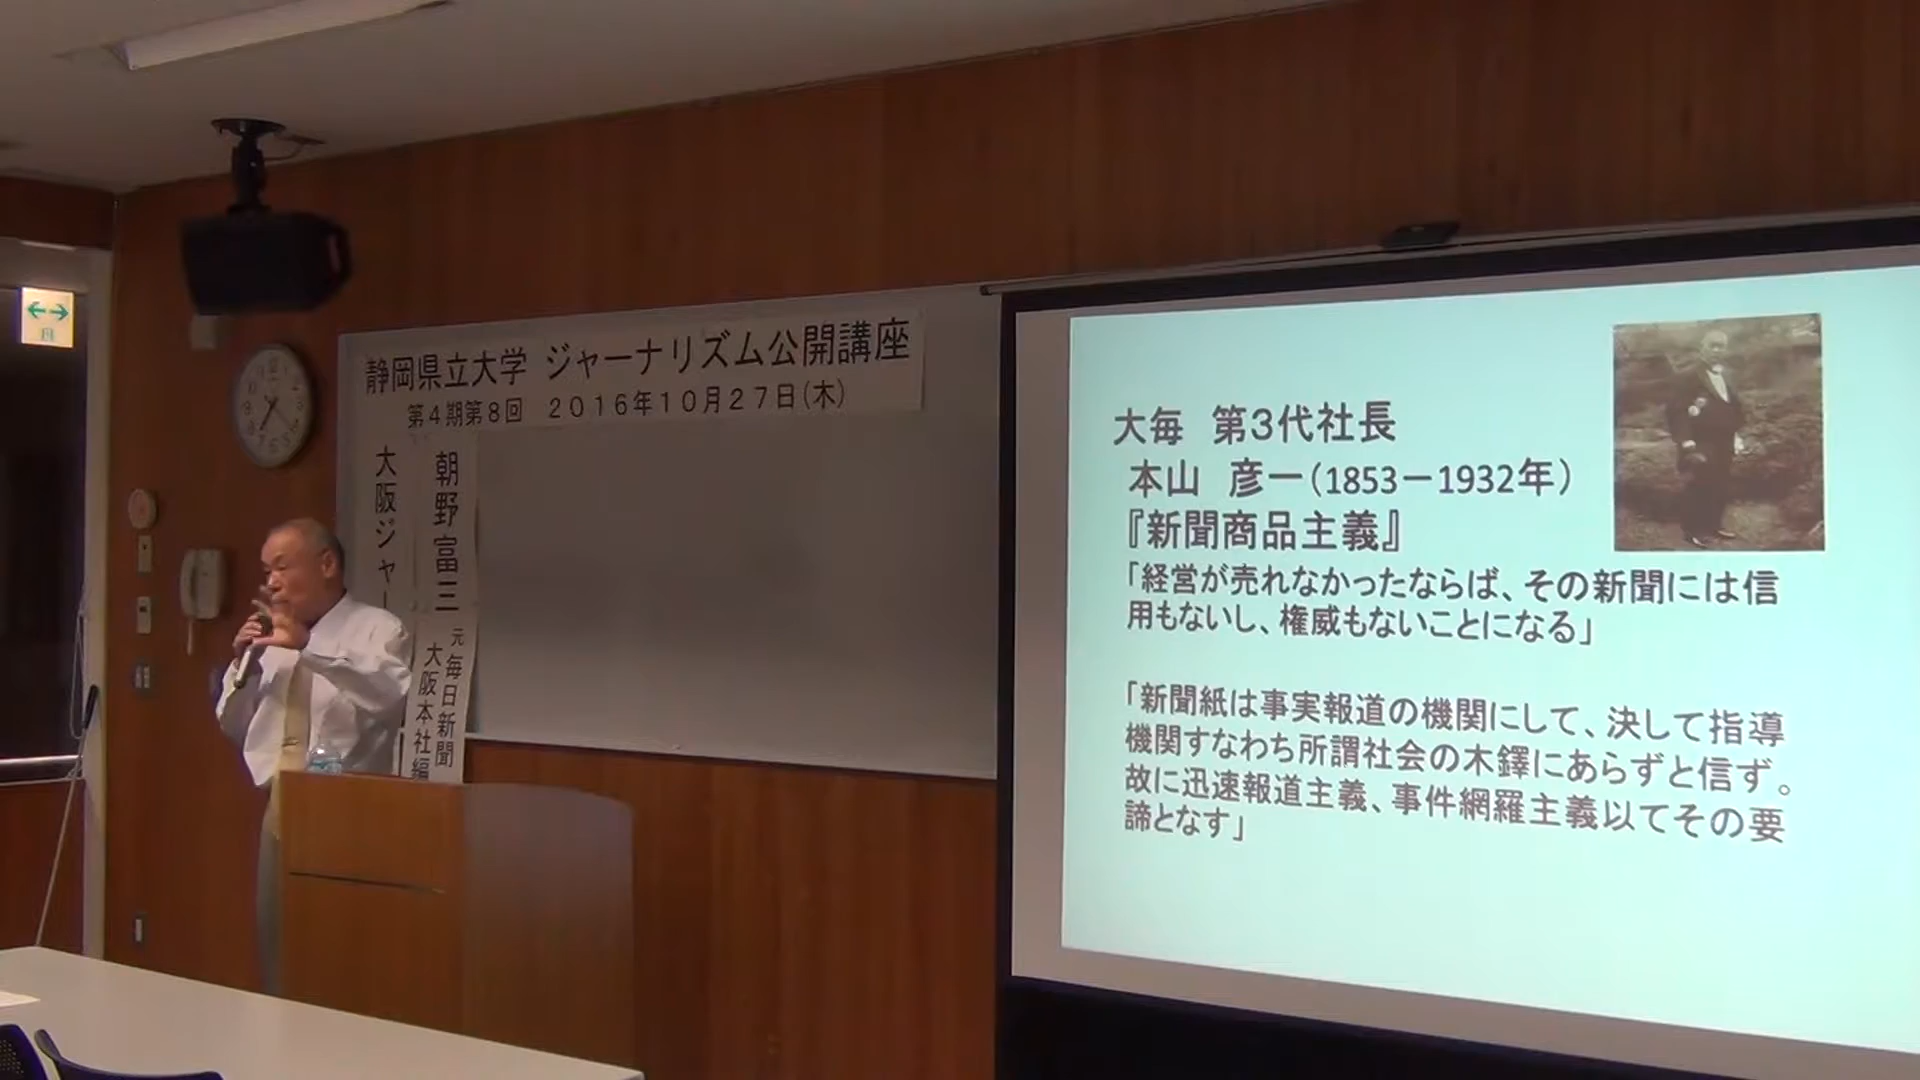 静岡県立大学 ジャーナリズム公開講座
第4期第8回 2016年10月27日(木)
朝野富三
元毎日新聞
大阪本社編
大阪ジャー
大毎 第3代社長
本山 彦一(1853－1932年)
『新聞商品主義』
「経営が売れなかったならば、その新聞には信
用もないし、権威もないことになる」
「新聞紙は事実報道の機関にして、決して指導
機関すなわち所謂社会の木鐸にあらずと信ず。
故に迅速報道主義、事件網羅主義以てその要
諦となす」